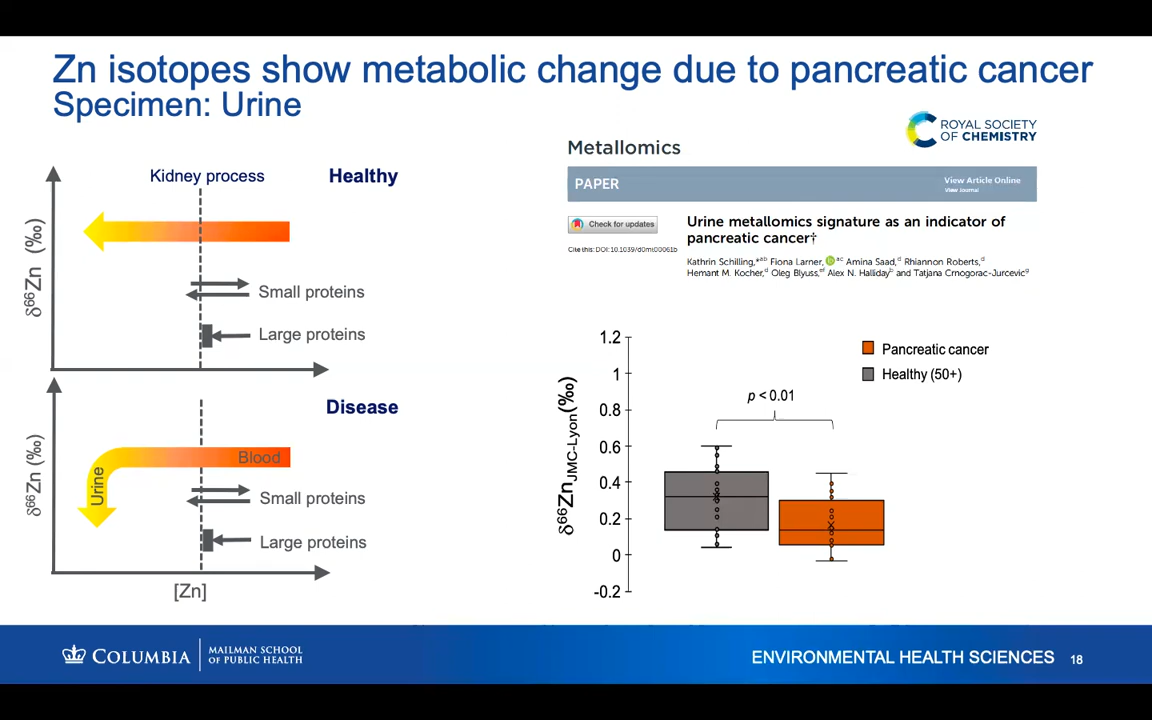 Zn isotopes show metabolic change due to pancreatic cancer
Specimen: Urine
Kidney process
Healthy
δ⁶⁶Zn (‰)
Small proteins
Large proteins
Disease
δ⁶⁶Zn (‰)
Blood
Urine
Small proteins
Large proteins
[Zn]
ROYAL SOCIETY
OF CHEMISTRY
Metallomics
PAPER
View Article Online
View Journal
Check for updates
Cite this: DOI: 10.1039/d0mt00061b
Urine metallomics signature as an indicator of
pancreatic cancer†
Kathrin Schilling,*ᵃᵇ Fiona Larner, ᵃᶜ Amina Saad,ᵈ Rhiannon Roberts,ᵈ
Hemant M. Kocher,ᵈ Oleg Blyuss,ᵉᶠ Alex N. Halliday ᵇ and Tatjana Crnogorac-Jurcevicᵍ
δ⁶⁶Zn JMC-Lyon(‰)
1.2
1
0.8
0.6
0.4
0.2
0
-0.2
Pancreatic cancer
Healthy (50+)
p < 0.01
COLUMBIA
MAILMAN SCHOOL
OF PUBLIC HEALTH
ENVIRONMENTAL HEALTH SCIENCES 18